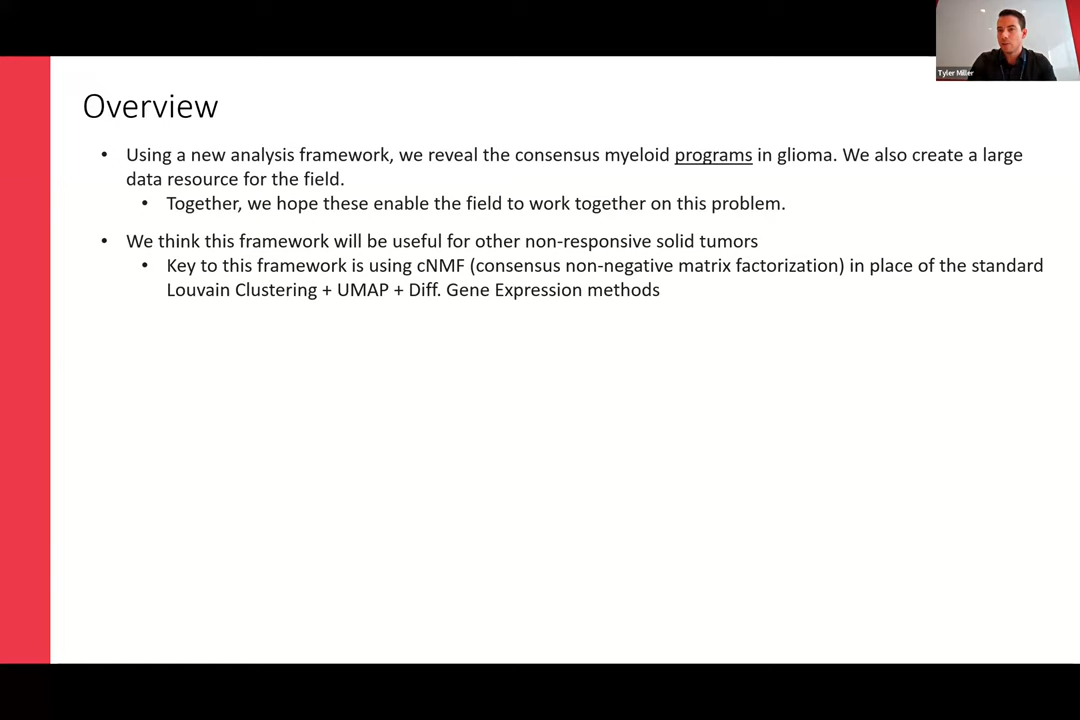 Tyler Miller
Overview
• Using a new analysis framework, we reveal the consensus myeloid programs in glioma. We also create a large
data resource for the field.
• Together, we hope these enable the field to work together on this problem.
• We think this framework will be useful for other non-responsive solid tumors
• Key to this framework is using cNMF (consensus non-negative matrix factorization) in place of the standard
Louvain Clustering + UMAP + Diff. Gene Expression methods